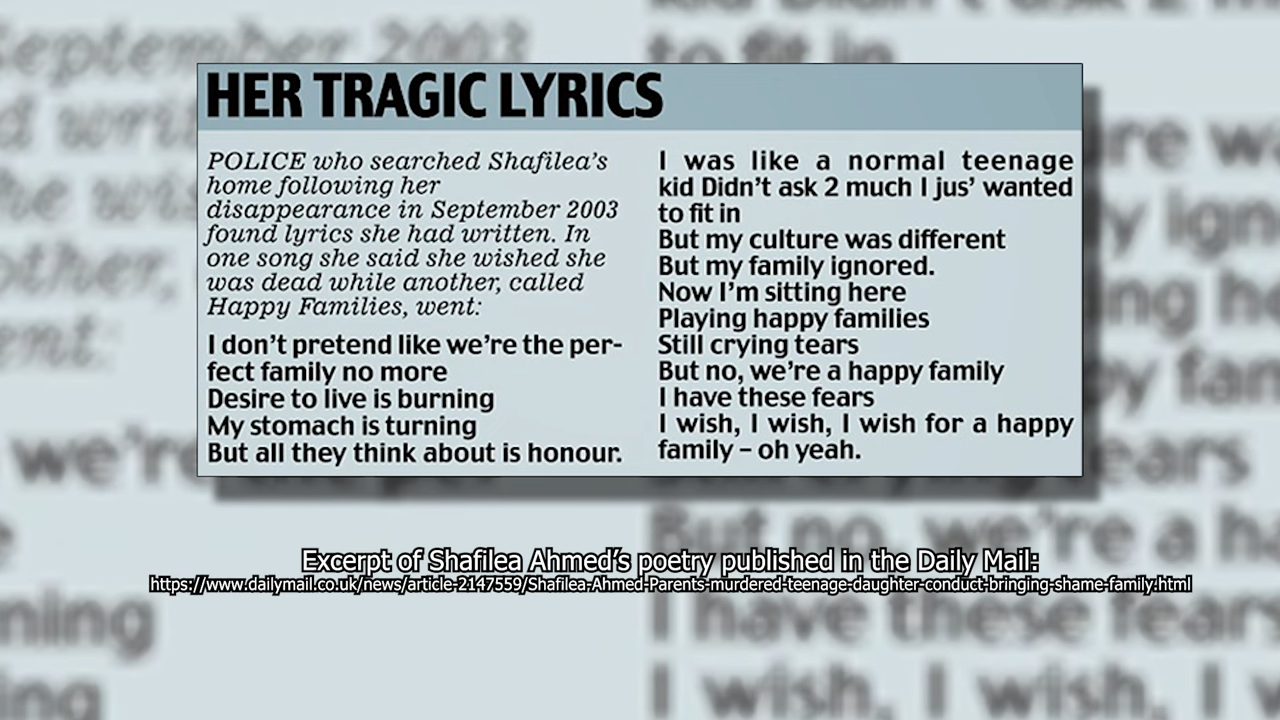 HER TRAGIC LYRICS
POLICE who searched Shafilea's
home following her
disappearance in September 2003
found lyrics she had written. In
one song she said she wished she
was dead while another, called
Happy Families, went:
I don't pretend like we're the per-
fect family no more
Desire to live is burning
My stomach is turning
But all they think about is honour.
I was like a normal teenage
kid Didn't ask 2 much I jus' wanted
to fit in
But my culture was different
But my family ignored.
Now I'm sitting here
Playing happy families
Still crying tears
But no, we're a happy family
I have these fears
I wish, I wish, I wish for a happy
family – oh yeah.
Excerpt of Shafilea Ahmed's poetry published in the Daily Mail:
https://www.dailymail.co.uk/news/article-2147559/Shafilea-Ahmed-Parents-murdered-teenage-daughter-conduct-bringing-shame-family.html